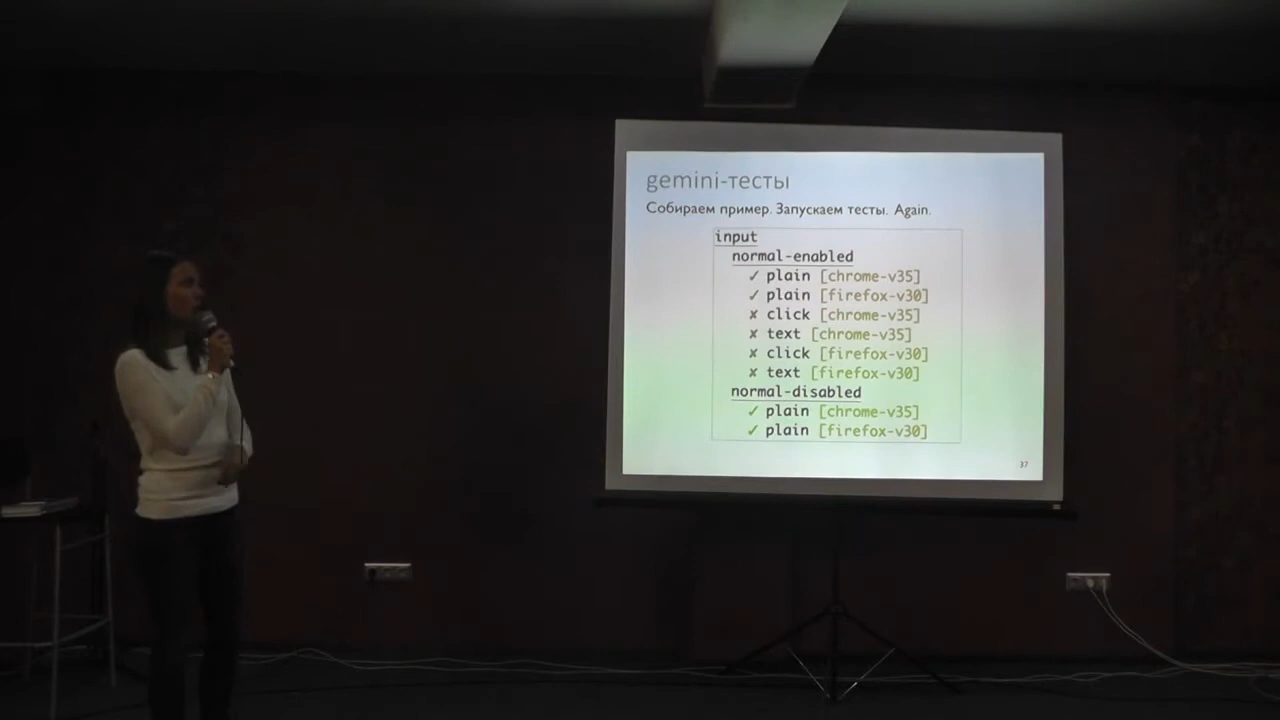 gemini-тесты
Собираем пример. Запускаем тесты. Again.
input
normal-enabled
✓ plain [chrome-v35]
✓ plain [firefox-v30]
✗ click [chrome-v35]
✗ text [chrome-v35]
✗ click [firefox-v30]
✗ text [firefox-v30]
normal-disabled
✓ plain [chrome-v35]
✓ plain [firefox-v30]
37